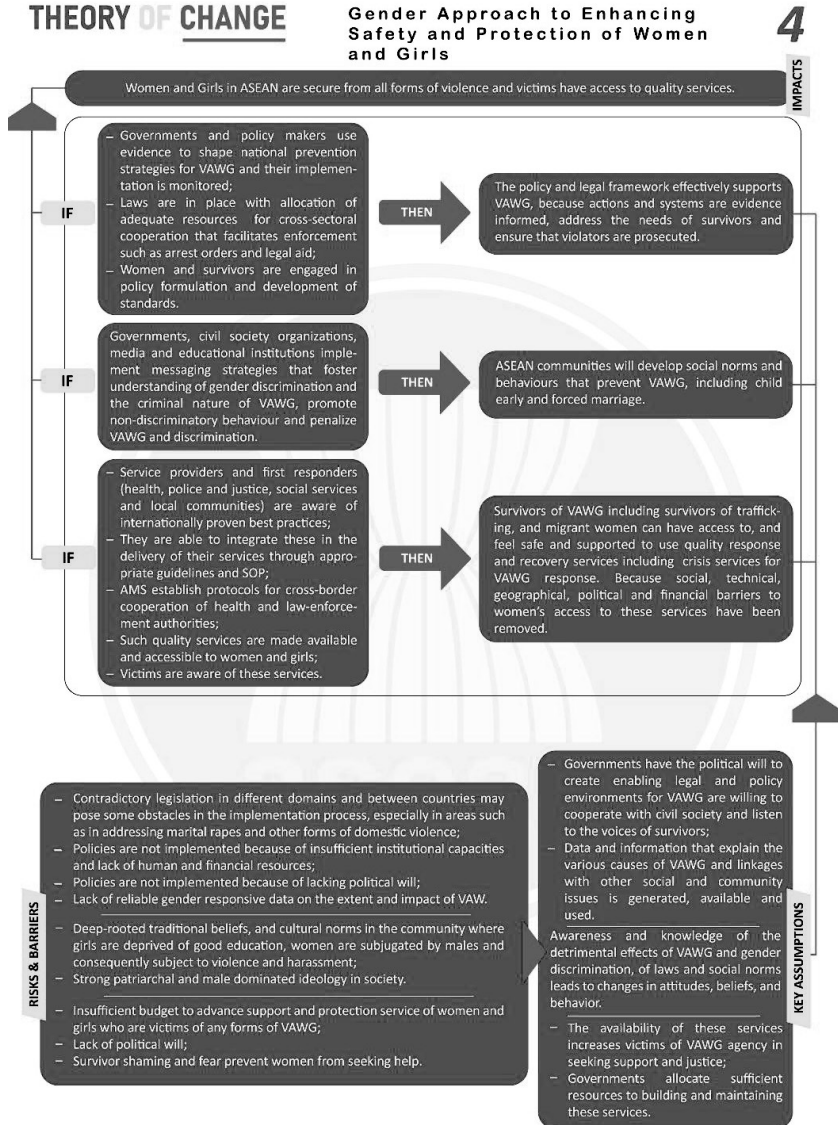 THEORY OF CHANGE
Gender Approach to Enhancing
Safety and Protection of Women
and Girls
4
IMPACTS
Women and Girls in ASEAN are secure from all forms of violence and victims have access to quality services.
IF
– Governments and policy makers use
evidence to shape national prevention
strategies for VAWG and their implemen-
tation is monitored;
– Laws are in place with allocation of
adequate resources for cross-sectoral
cooperation that facilitates enforcement
such as arrest orders and legal aid;
– Women and survivors are engaged in
policy formulation and development of
standards.
THEN
The policy and legal framework effectively supports
VAWG, because actions and systems are evidence
informed, address the needs of survivors and
ensure that violators are prosecuted.
IF
Governments, civil society organizations,
media and educational institutions imple-
ment messaging strategies that foster
understanding of gender discrimination and
the criminal nature of VAWG, promote
non-discriminatory behaviour and penalize
VAWG and discrimination.
THEN
ASEAN communities will develop social norms and
behaviours that prevent VAWG, including child
early and forced marriage.
IF
– Service providers and first responders
(health, police and justice, social services
and local communities) are aware of
internationally proven best practices;
– They are able to integrate these in the
delivery of their services through appro-
priate guidelines and SOP;
– AMS establish protocols for cross-border
cooperation of health and law-enforce-
ment authorities;
– Such quality services are made available
and accessible to women and girls;
– Victims are aware of these services.
THEN
Survivors of VAWG including survivors of traffick-
ing, and migrant women can have access to, and
feel safe and supported to use quality response
and recovery services including crisis services for
VAWG response. Because social, technical,
geographical, political and financial barriers to
women's access to these services have been
removed.
RISKS & BARRIERS
– Contradictory legislation in different domains and between countries may
pose some obstacles in the implementation process, especially in areas such
as in addressing marital rapes and other forms of domestic violence;
– Policies are not implemented because of insufficient institutional capacities
and lack of human and financial resources;
– Policies are not implemented because of lacking political will;
– Lack of reliable gender responsive data on the extent and impact of VAW.
– Deep-rooted traditional beliefs, and cultural norms in the community where
girls are deprived of good education, women are subjugated by males and
consequently subject to violence and harassment;
– Strong patriarchal and male dominated ideology in society.
– Insufficient budget to advance support and protection service of women and
girls who are victims of any forms of VAWG;
– Lack of political will;
– Survivor shaming and fear prevent women from seeking help.
KEY ASSUMPTIONS
– Governments have the political will to
create enabling legal and policy
environments for VAWG are willing to
cooperate with civil society and listen
to the voices of survivors;
– Data and information that explain the
various causes of VAWG and linkages
with other social and community
issues is generated, available and
used.
Awareness and knowledge of the
detrimental effects of VAWG and gender
discrimination, of laws and social norms
leads to changes in attitudes, beliefs, and
behavior.
– The availability of these services
increases victims of VAWG agency in
seeking support and justice;
– Governments allocate sufficient
resources to building and maintaining
these services.